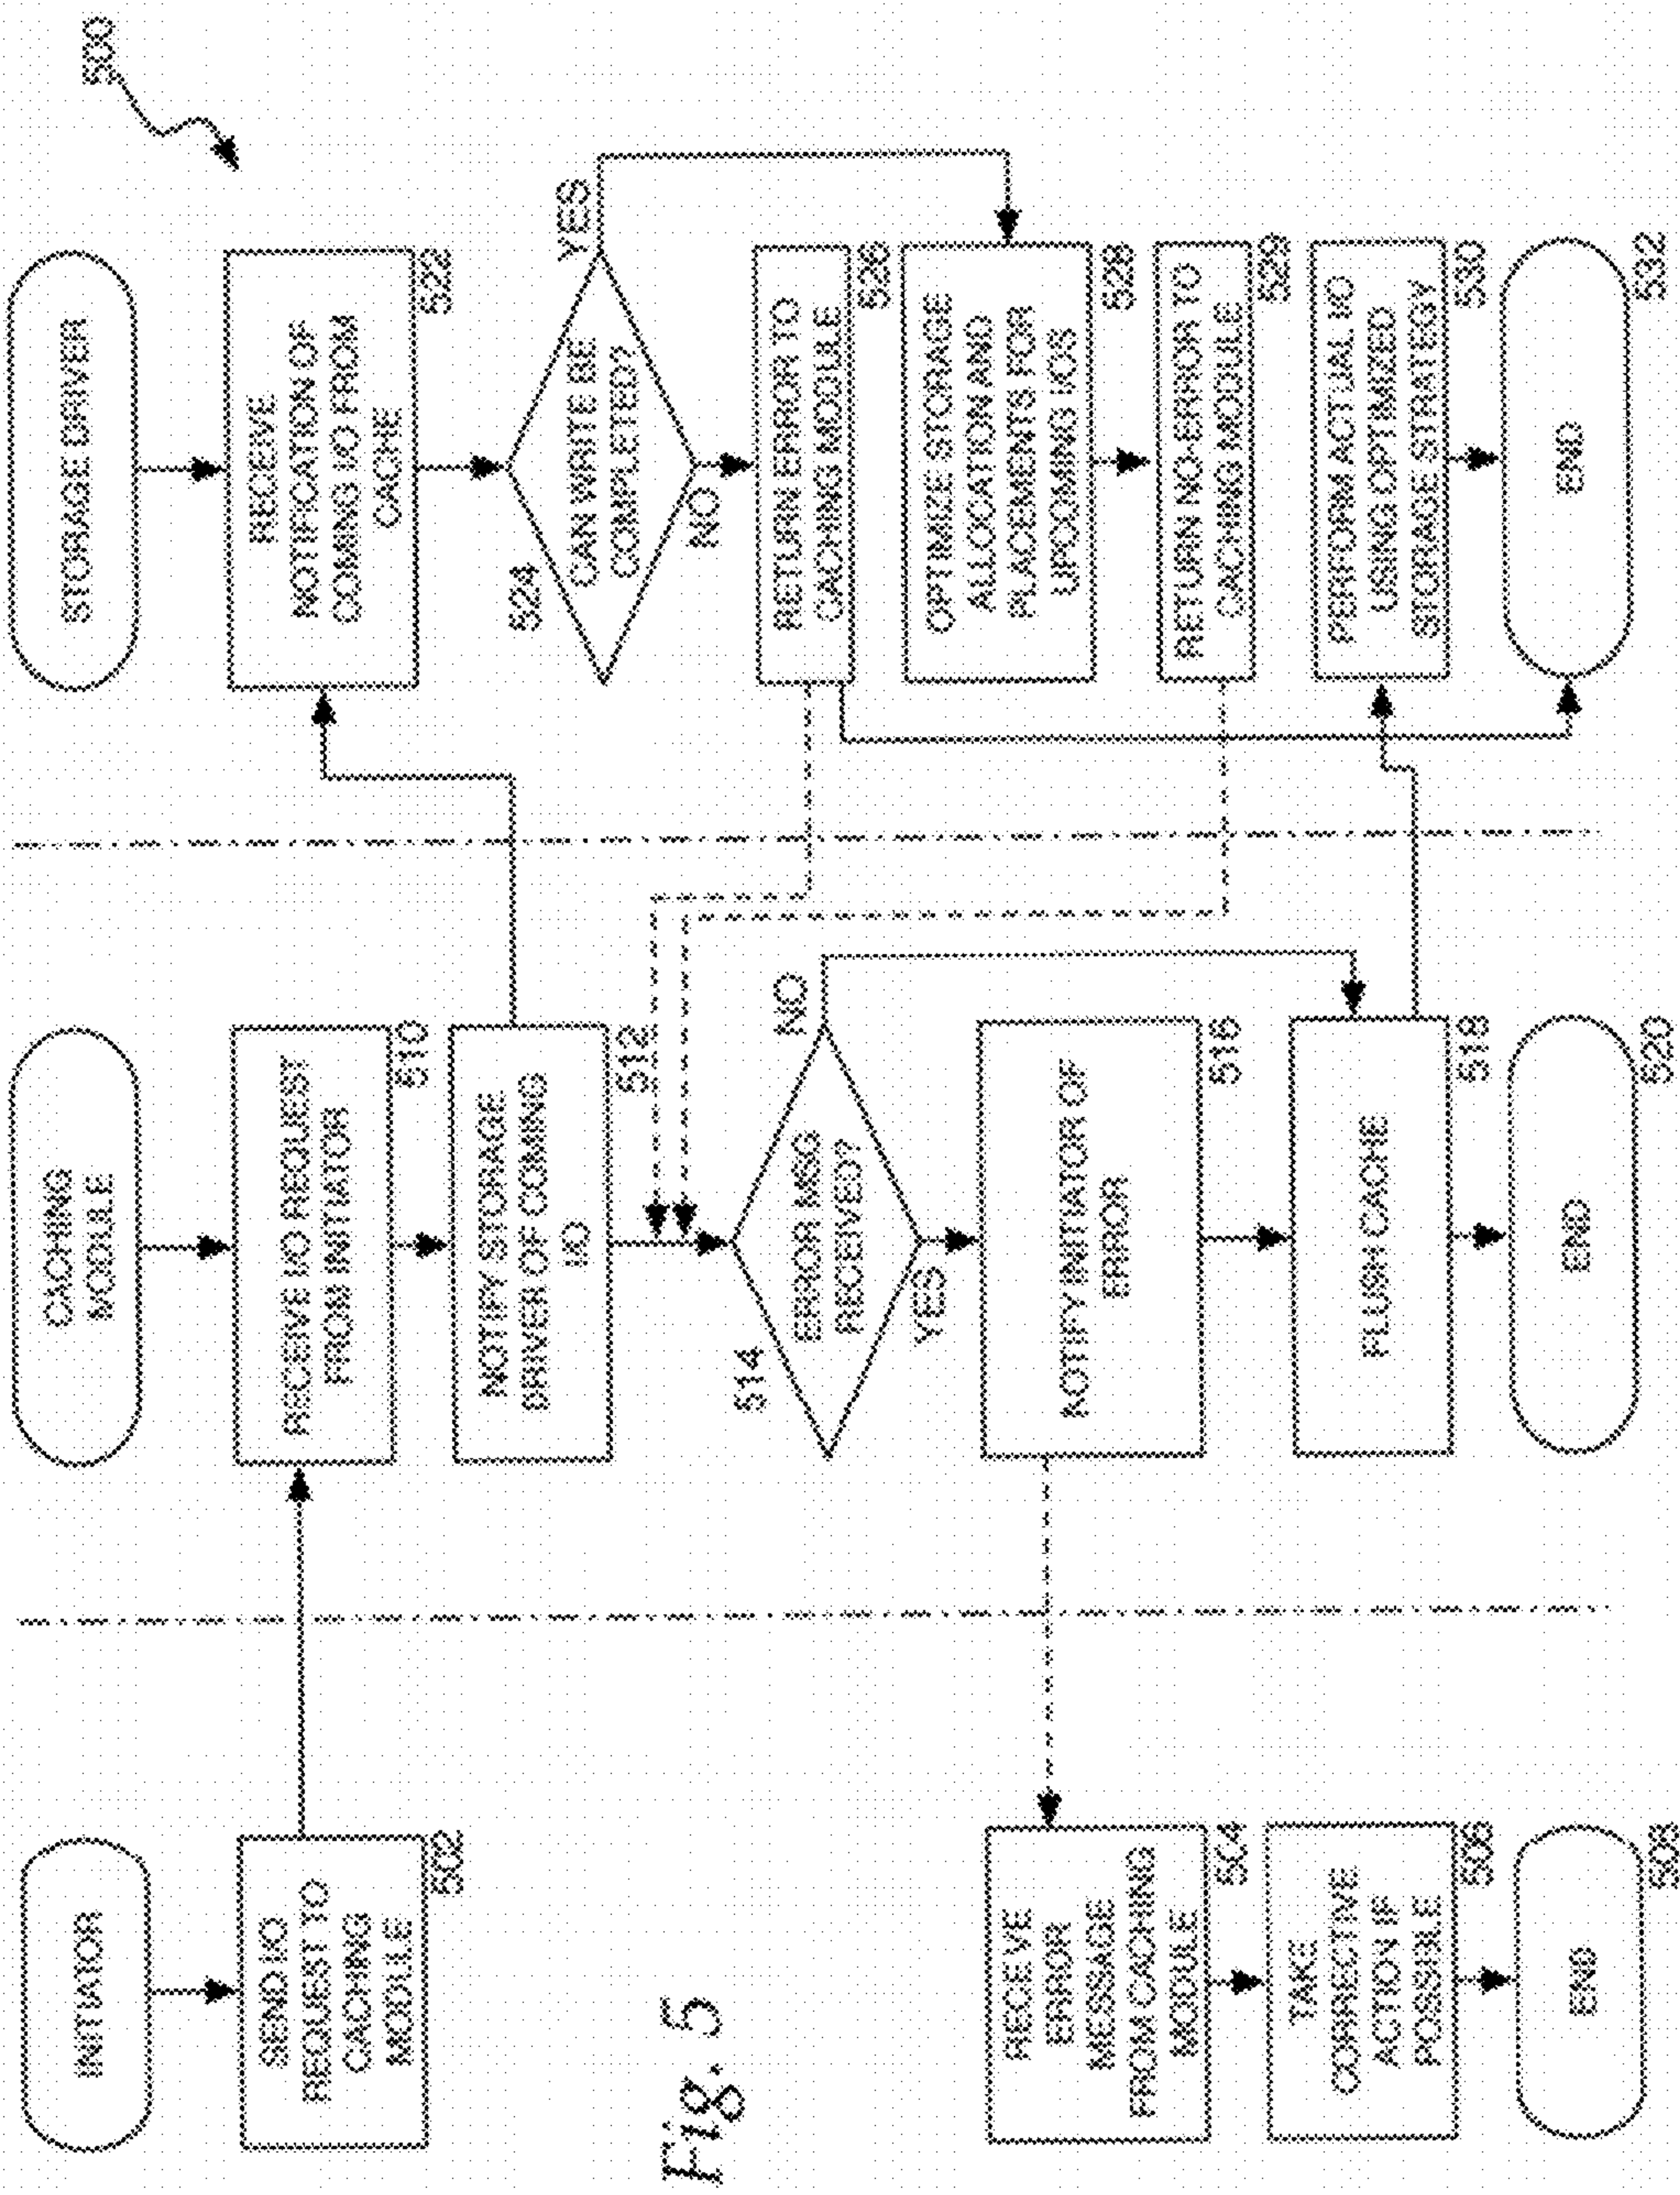 500
INITIATOR
SEND I/O
REQUEST TO
CACHING
MODULE
502
RECEIVE
ERROR
MESSAGE
FROM CACHING
MODULE
504
TAKE
CORRECTIVE
ACTION IF
POSSIBLE
506
END
508
CACHING
MODULE
RECEIVE I/O REQUEST
FROM INITIATOR
510
NOTIFY STORAGE
DRIVER OF COMING
I/O
512
514
ERROR MSG
RECEIVED?
NO
YES
NOTIFY INITIATOR OF
ERROR
516
FLUSH CACHE
518
END
520
STORAGE DRIVER
RECEIVE
NOTIFICATION OF
COMING I/O FROM
CACHE
522
524
CAN WRITE BE
COMPLETED?
YES
NO
RETURN ERROR TO
CACHING MODULE
526
OPTIMIZE STORAGE
ALLOCATION AND
PLACEMENTS FOR
UPCOMING IOS
528
RETURN NO-ERROR TO
CACHING MODULE
529
PERFORM ACTUAL I/O
USING OPTIMIZED
STORAGE STRATEGY
530
END
532
Fig. 5